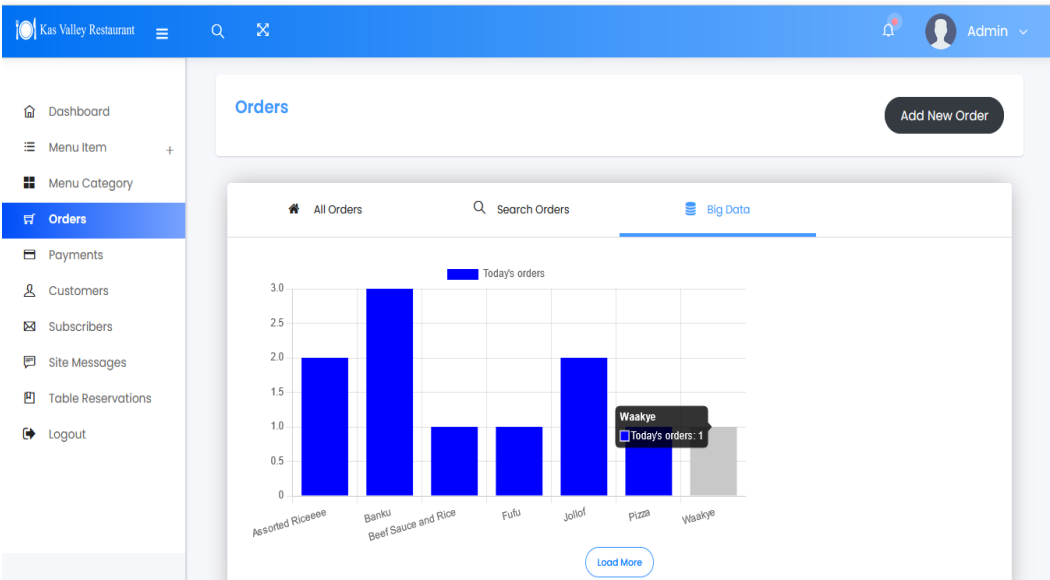 Kas Valley Restaurant
Admin
Dashboard
Menu Item +
Menu Category
Orders
Payments
Customers
Subscribers
Site Messages
Table Reservations
Logout
Orders
Add New Order
All Orders
Search Orders
Big Data
Today's orders
3.0
2.5
2.0
1.5
1.0
0.5
0
Waakye
Today's orders: 1
Assorted Riceeee
Banku
Beef Sauce and Rice
Fufu
Jollof
Pizza
Waakye
Load More